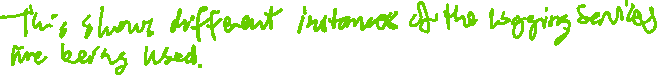 This shows different instances of the logging services
are being used.